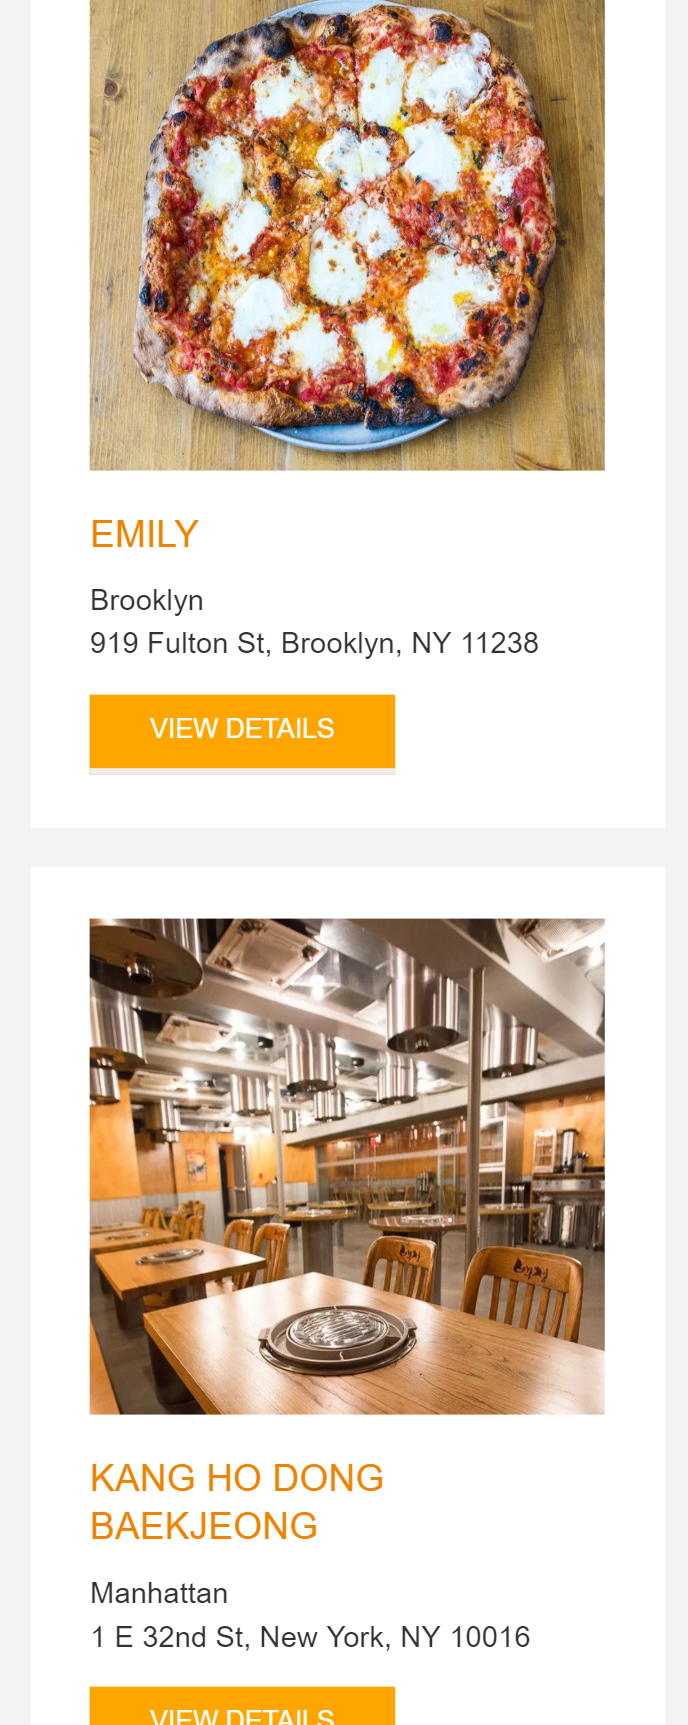 EMILY
Brooklyn
919 Fulton St, Brooklyn, NY 11238
VIEW DETAILS
KANG HO DONG
BAEKJEONG
Manhattan
1 E 32nd St, New York, NY 10016
VIEW DETAILS